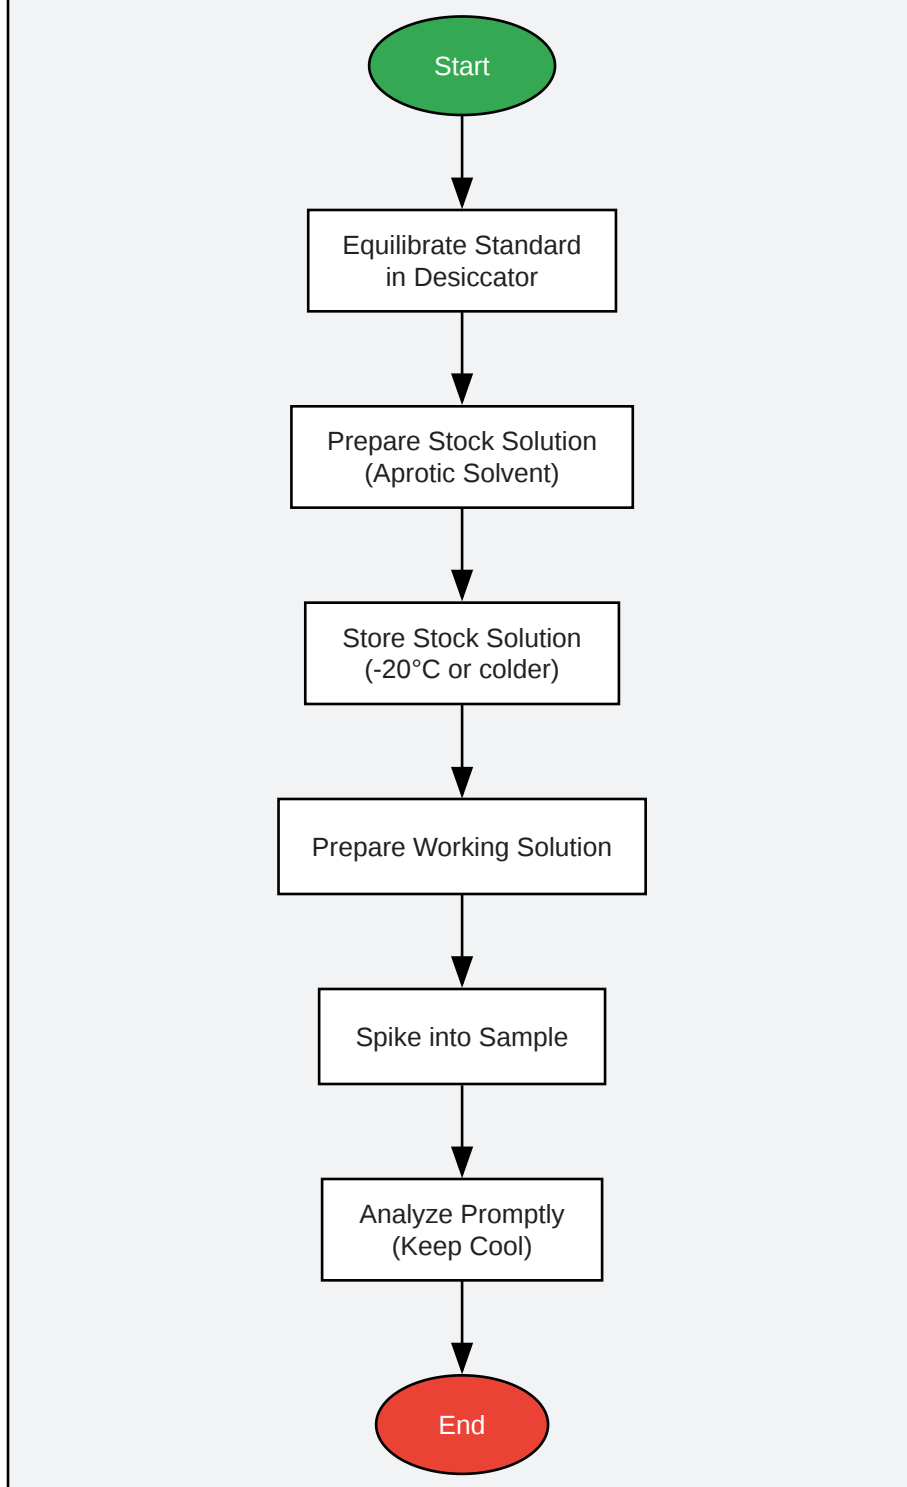 Start
Equilibrate Standard
in Desiccator
Prepare Stock Solution
(Aprotic Solvent)
Store Stock Solution
(-20°C or colder)
Prepare Working Solution
Spike into Sample
Analyze Promptly
(Keep Cool)
End